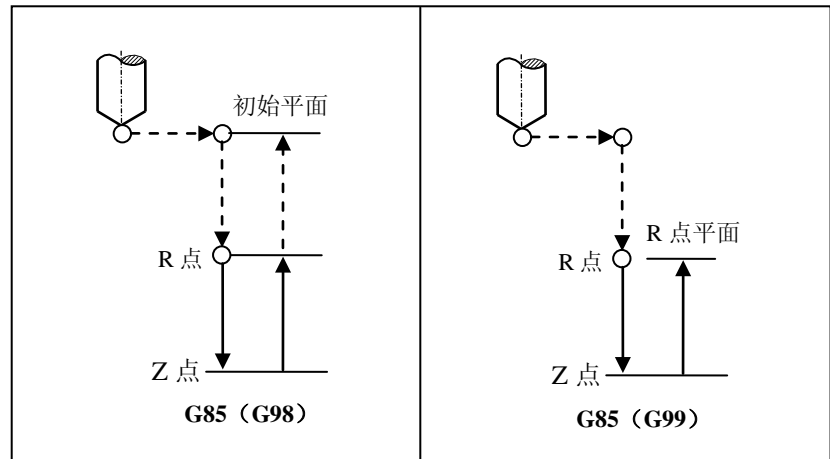 初始平面
R 点
Z 点
G85（G98）
R 点平面
R 点
Z 点
G85（G99）